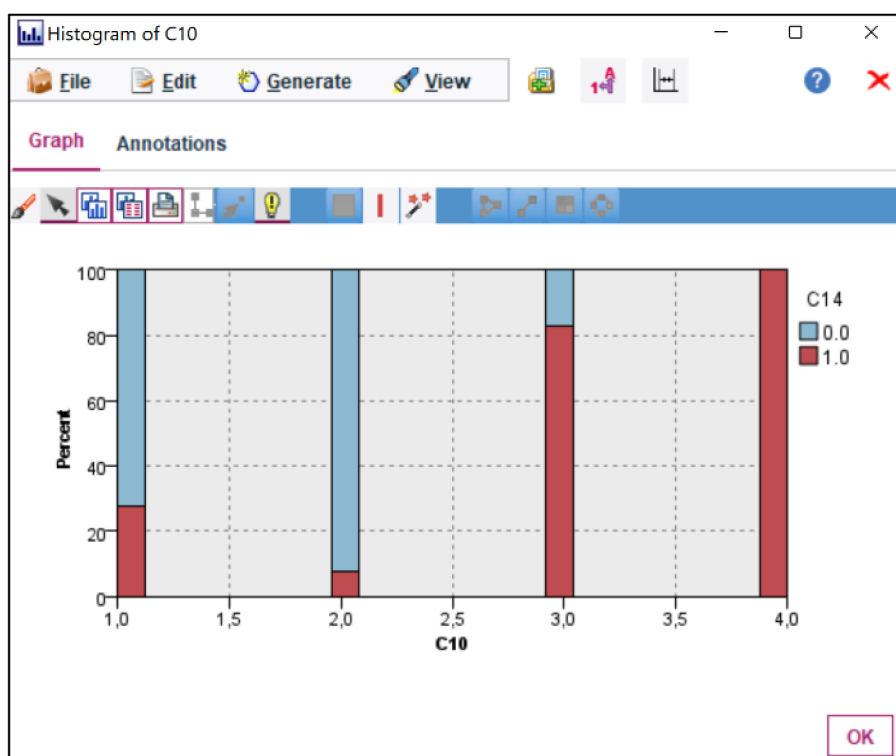 Histogram of C10
File Edit Generate View
Graph Annotations
100
80
60
40
20
0
Percent
1,0 1,5 2,0 2,5 3,0 3,5 4,0
C10
C14
0.0
1.0
OK